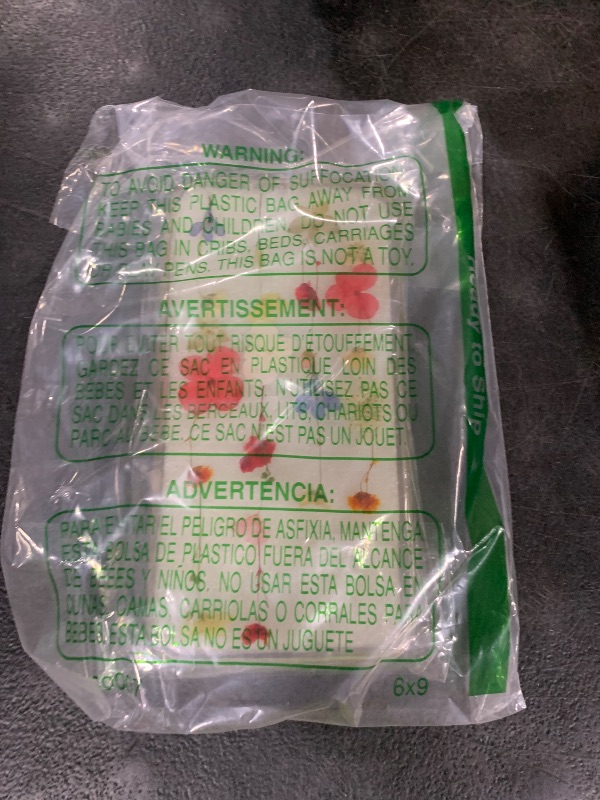 WARNING:
TO AVOID DANGER OF SUFFOCATION
KEEP THIS PLASTIC BAG AWAY FROM
BABIES AND CHILDREN. DO NOT USE
THIS BAG IN CRIBS, BEDS, CARRIAGES
PENS. THIS BAG IS NOT A TOY.
AVERTISSEMENT:
POUR EVITER TOUT RISQUE D'ÉTOUFFEMENT
GARDEZ CE SAC EN PLASTIQUE LOIN DES
BEBES ET LES ENFANTS. N'UTILISEZ PAS CE
SAC DANS LES BERCEAUX, LITS, CHARIOTS OU
PARC AU BEBE. CE SAC N'EST PAS UN JOUET.
ADVERTENCIA:
PARA EVITAR EL PELIGRO DE ASFIXIA, MANTENGA
ESTA BOLSA DE PLASTICO FUERA DEL ALCANCE
DE BEBES Y NIÑOS. NO USAR ESTA BOLSA EN
CUNAS, CAMAS, CARRIOLAS O CORRALES PARA
BEBES. ESTA BOLSA NO ES UN JUGUETE
6x9
Ready to Ship